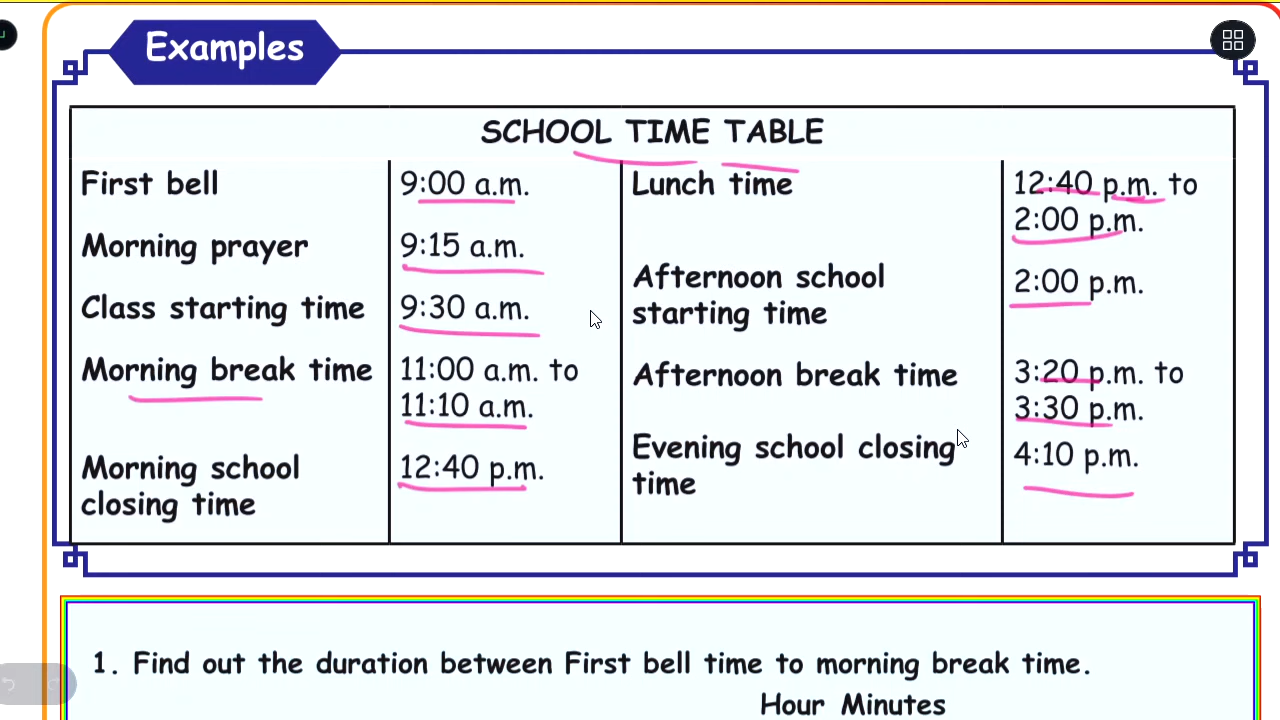 Examples
SCHOOL TIME TABLE
First bell
9:00 a.m.
Morning prayer
9:15 a.m.
Class starting time
9:30 a.m.
Morning break time
11:00 a.m. to
11:10 a.m.
Morning school
closing time
12:40 p.m.
Lunch time
12:40 p.m. to
2:00 p.m.
Afternoon school
starting time
2:00 p.m.
Afternoon break time
3:20 p.m. to
3:30 p.m.
Evening school closing
time
4:10 p.m.
1. Find out the duration between First bell time to morning break time.
Hour Minutes